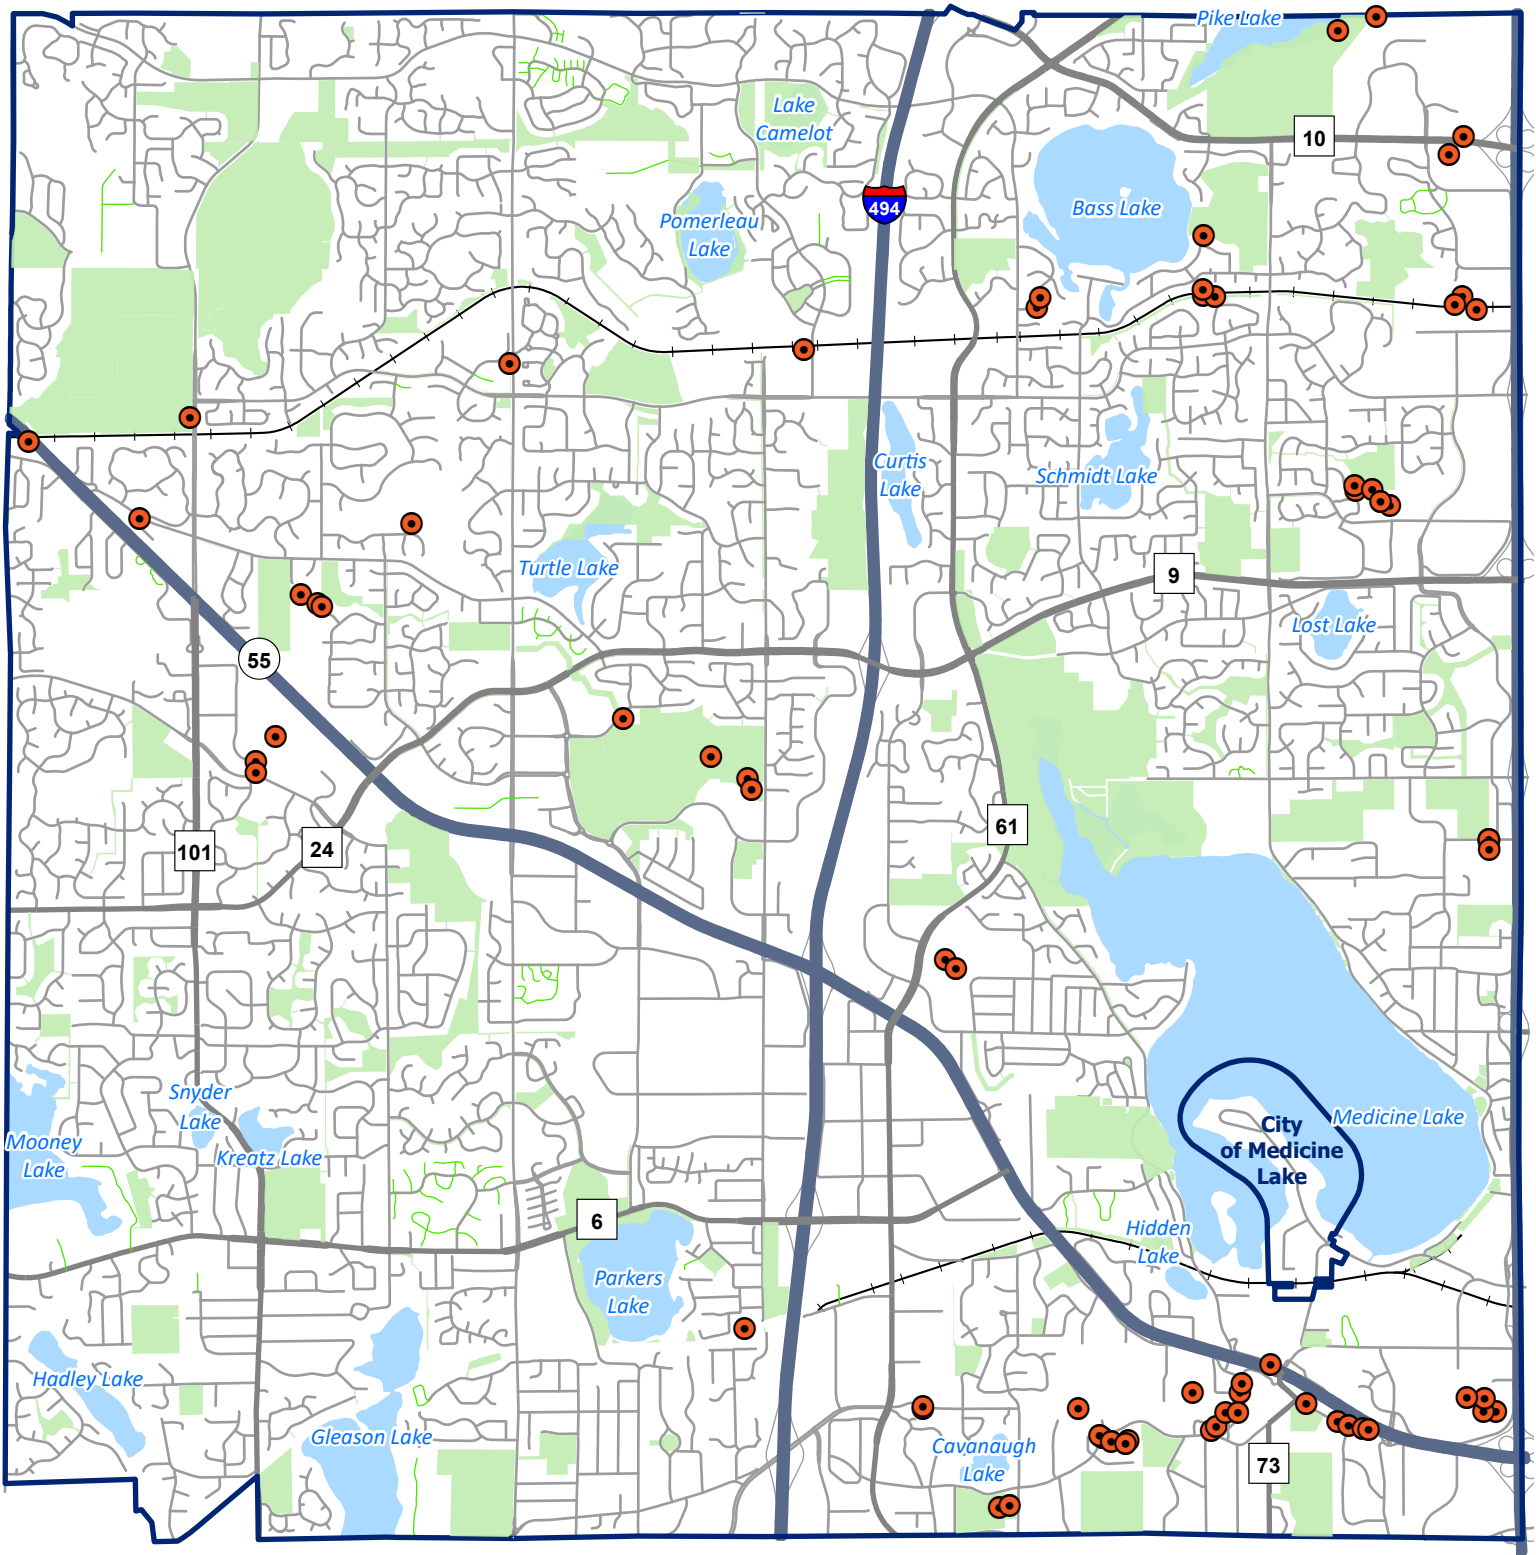 Pike Lake
Lake
Camelot
10
494
Bass Lake
Pomerleau
Lake
Curtis
Lake
Schmidt Lake
Turtle Lake
9
Lost Lake
55
61
101
24
Snyder
Lake
Mooney
Lake
Kreatz Lake
City
of Medicine
Lake
Medicine Lake
6
Hidden
Lake
Parkers
Lake
Hadley Lake
Gleason Lake
Cavanaugh
Lake
73